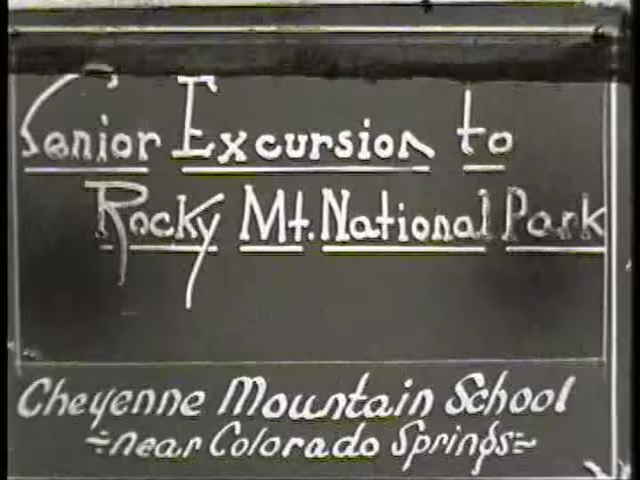 Senior Excursion to
Rocky Mt. National Park
Cheyenne Mountain School
÷near Colorado Springs÷